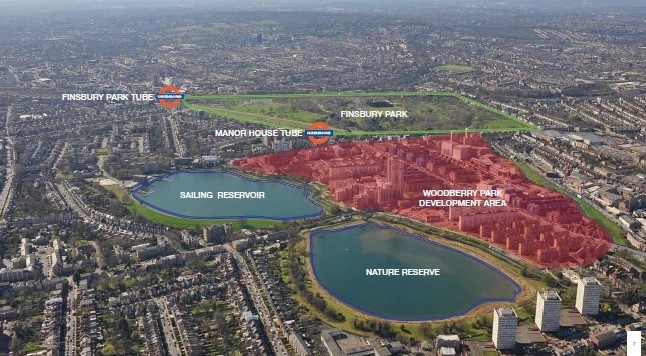 FINSBURY PARK TUBE
FINSBURY PARK
MANOR HOUSE TUBE
SAILING RESERVOIR
WOODBERRY PARK
DEVELOPMENT AREA
NATURE RESERVE